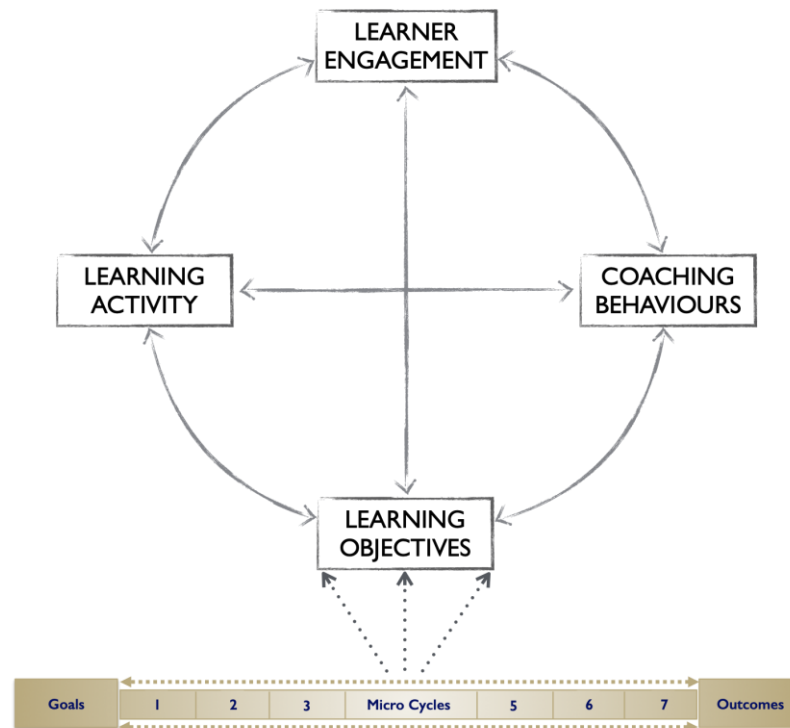 LEARNER
ENGAGEMENT
LEARNING
ACTIVITY
COACHING
BEHAVIOURS
LEARNING
OBJECTIVES
Goals 1 2 3 Micro Cycles 5 6 7 Outcomes